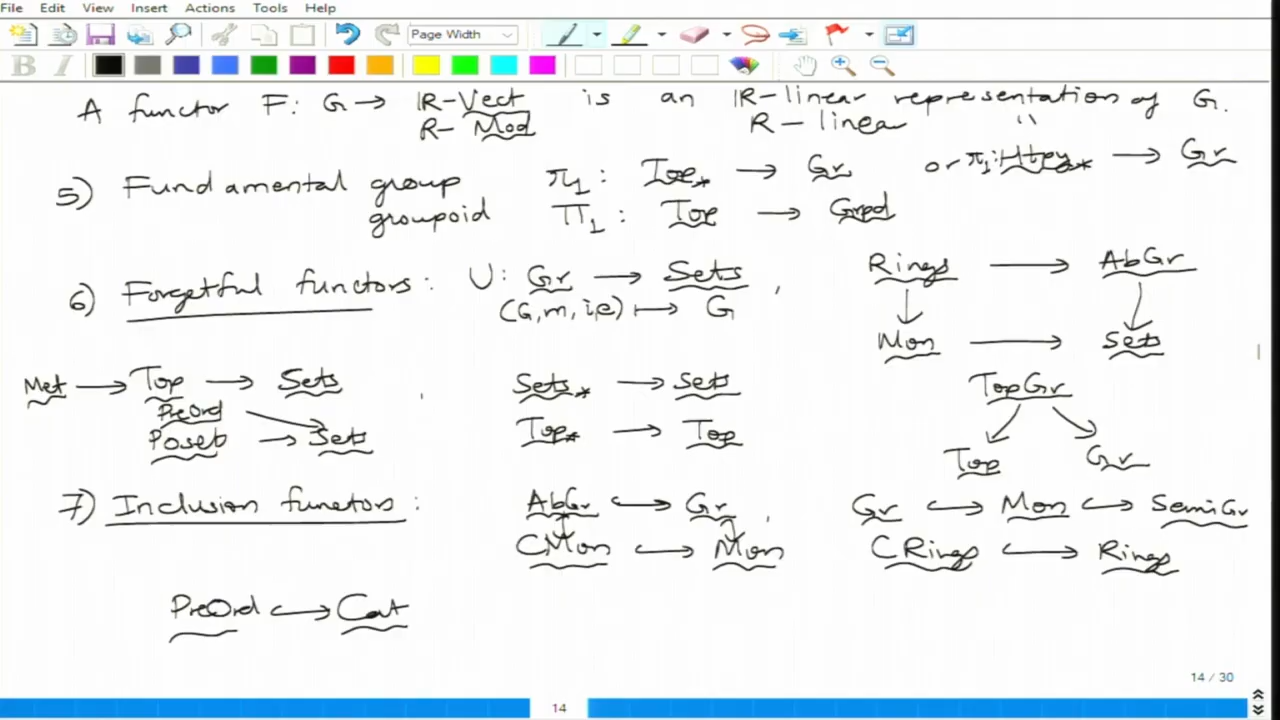 File Edit View Insert Actions Tools Help
Page Width
B I
A functor F: G → ℝ-Vect is an ℝ-linear representation of G.
R-Mod R-linear "
5) Fundamental group π₁: Top* → Gr or π₁: Htpy* → Gr
groupoid Π₁: Top → Grpd
6) Forgetful functors: U: Gr → Sets, Rings → AbGr
(G,m,i,e) ↦ G ↓ ↓
Mon → Sets
Met → Top → Sets, Sets* → Sets TopGr
PreOrd ↘ ↙ ↘
Poset → Sets Top* → Top Top Gr
7) Inclusion functors: AbGr ↪ Gr, Gr ↪ Mon ↪ SemiGr
CMon ↪ Mon CRings ↪ Rings
PreOrd ↪ Cat
14 / 30
14